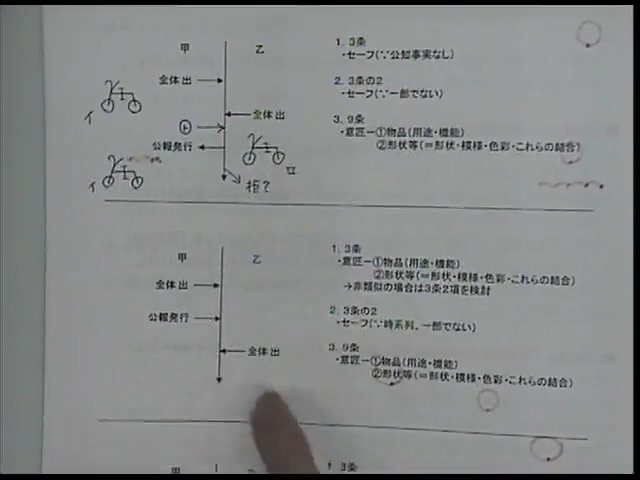 甲 乙
全体出
全体出
ト
公報発行
イ
イ
ロ
拒?
1. 3条
・セーフ(∵公知事実なし)
2. 3条の2
・セーフ(∵一部でない)
3. 9条
・意匠ー①物品(用途・機能)
②形状等(=形状・模様・色彩・これらの結合)
甲 乙
全体出
公報発行
全体出
1. 3条
・意匠ー①物品(用途・機能)
②形状等(=形状・模様・色彩・これらの結合)
→非類似の場合は3条2項を検討
2. 3条の2
・セーフ(∵時系列、一部でない)
3. 9条
・意匠ー①物品(用途・機能)
②形状等(=形状・模様・色彩・これらの結合)
3条